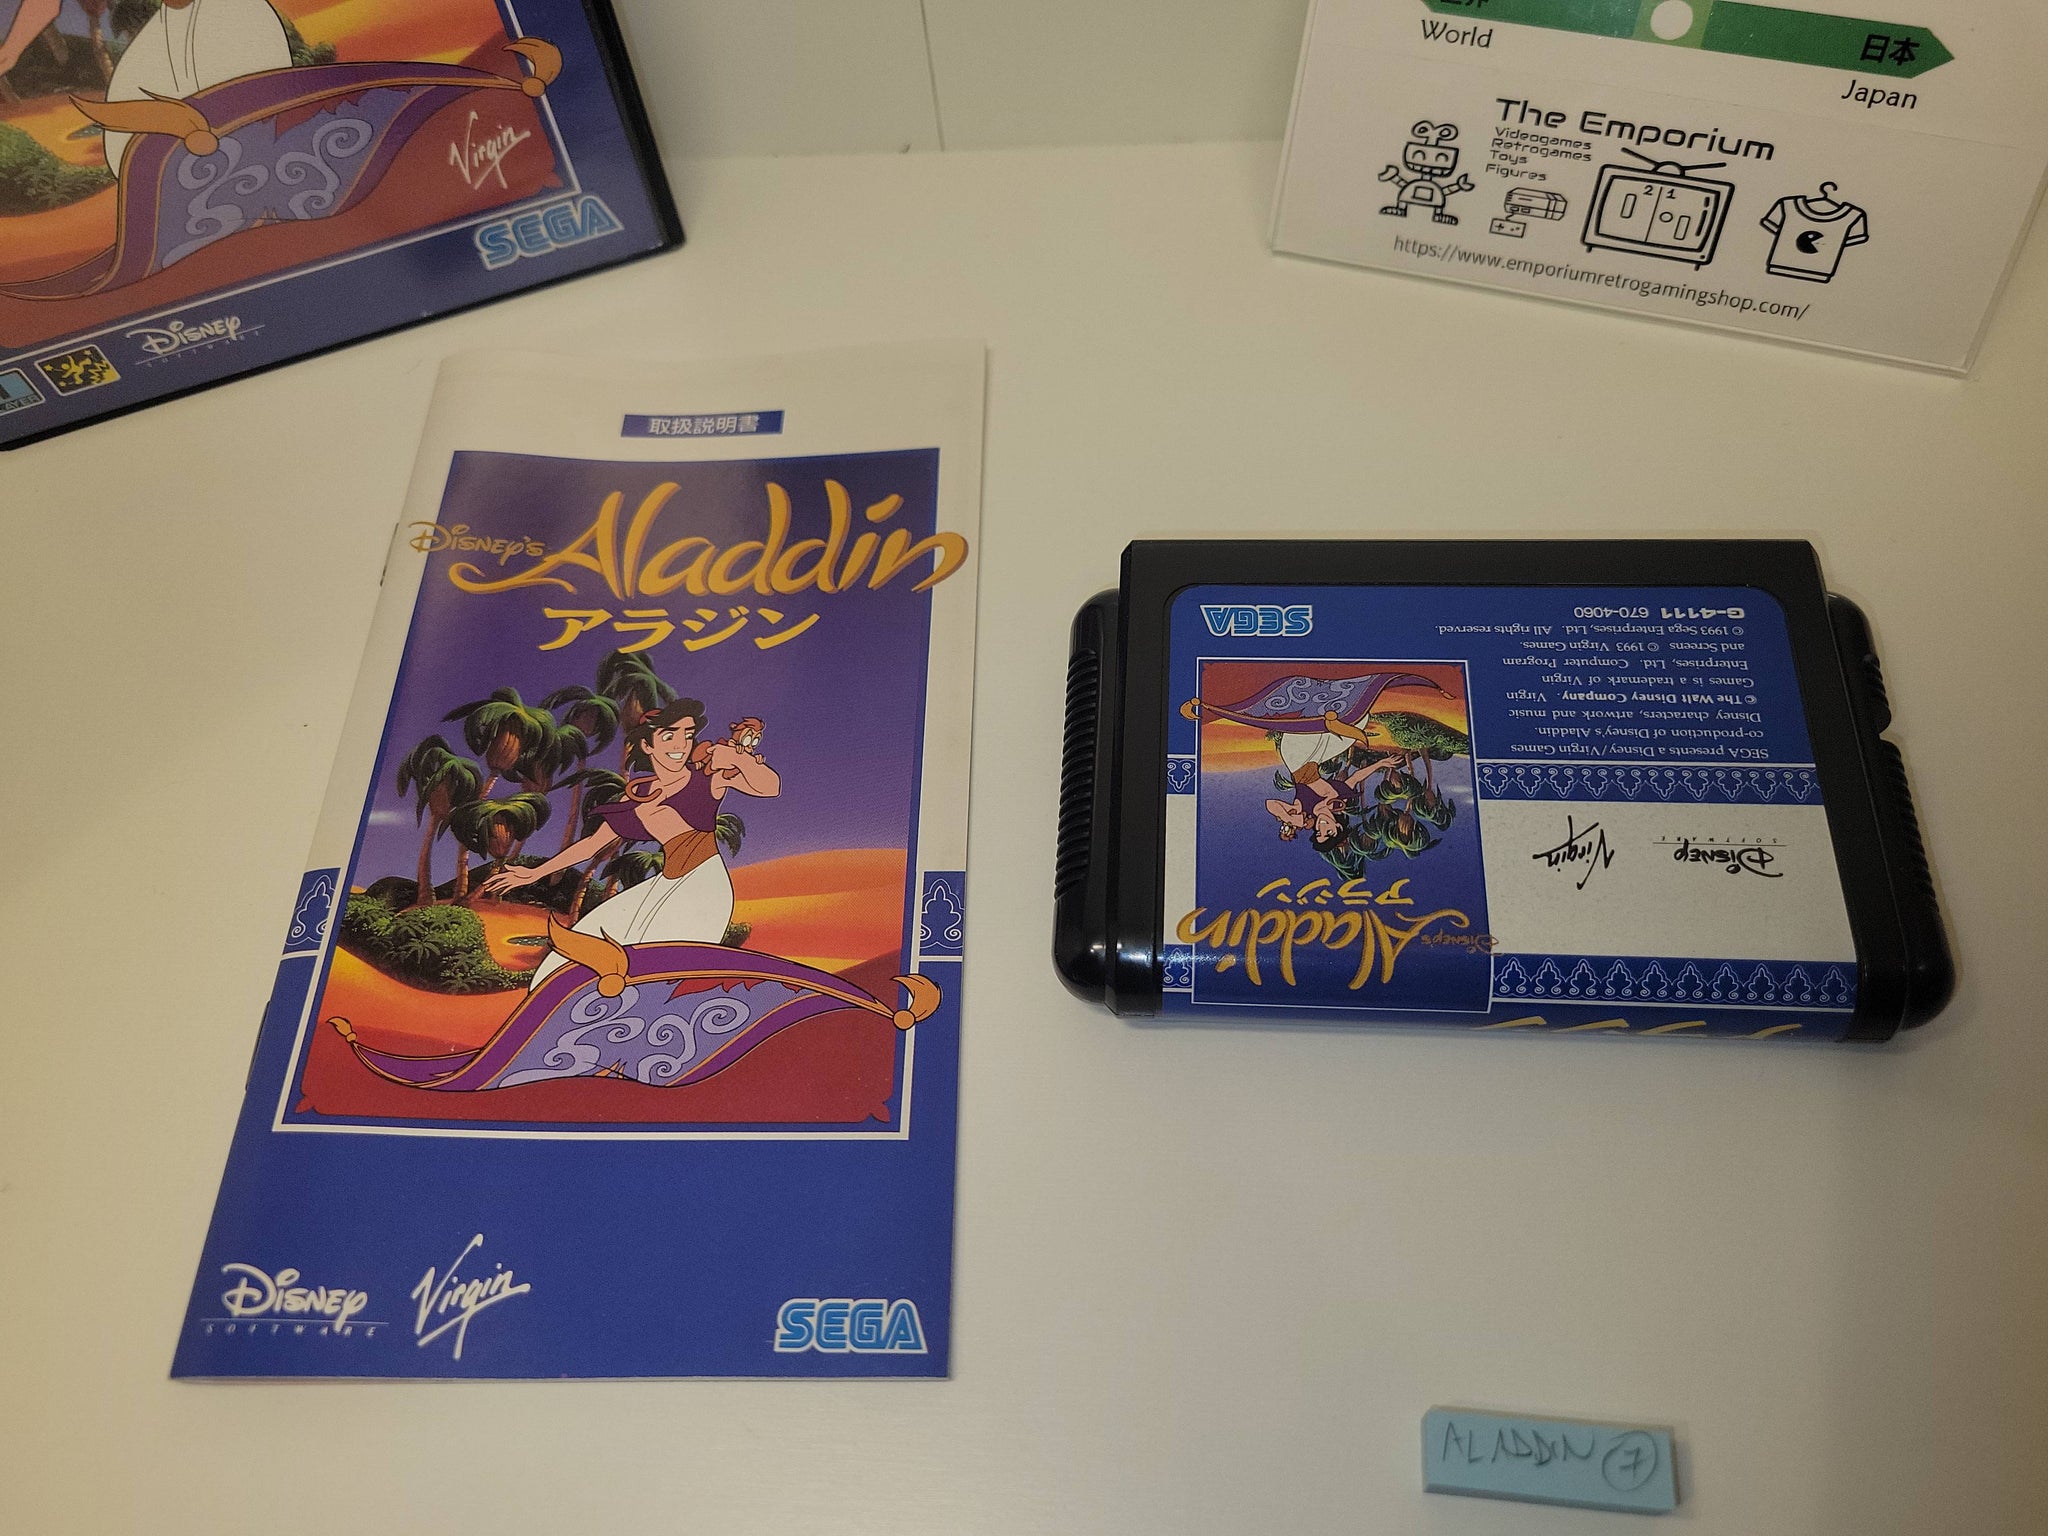 Virgin
SEGA
Disney
SOFTWARE
World
日本
Japan
The Emporium
Videogames
Retrogames
Toys
Figures
2 1
https://www.emporiumretrogamingshop.com/
取扱説明書
Disney's Aladdin
アラジン
Disney
SOFTWARE
Virgin
SEGA
Disney's Aladdin
アラジン
Disney
SOFTWARE
Virgin
SEGA presents a Disney/Virgin Games
co-production of Disney's Aladdin.
Disney characters, artwork and music
© The Walt Disney Company. Virgin
Games is a trademark of Virgin
Enterprises, Ltd. Computer Program
and Screens © 1993 Virgin Games.
© 1993 Sega Enterprises, Ltd. All rights reserved.
G-4111 670-4060
SEGA
ALADDIN 7